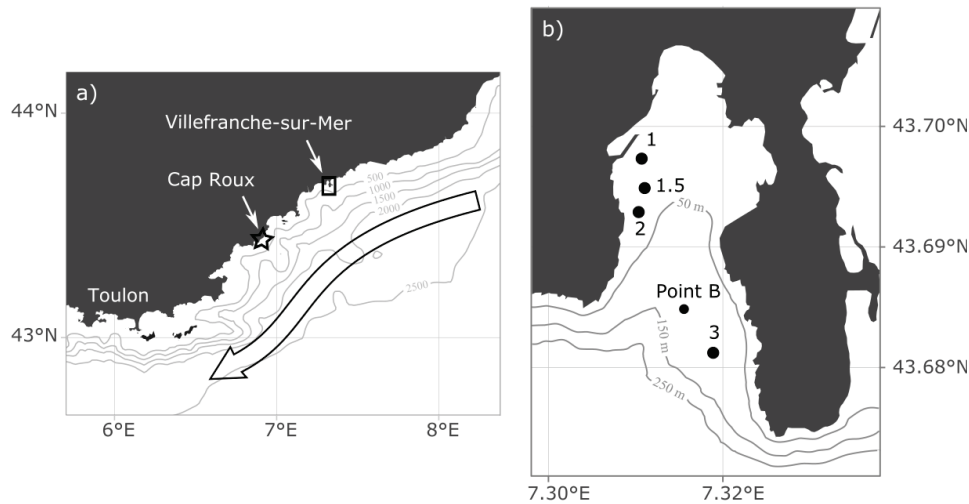 a)
44°N
43°N
Villefranche-sur-Mer
Cap Roux
Toulon
500
1000
1500
2000
2500
6°E
7°E
8°E
b)
1
1.5
2
50 m
Point B
3
150 m
250 m
43.70°N
43.69°N
43.68°N
7.30°E
7.32°E